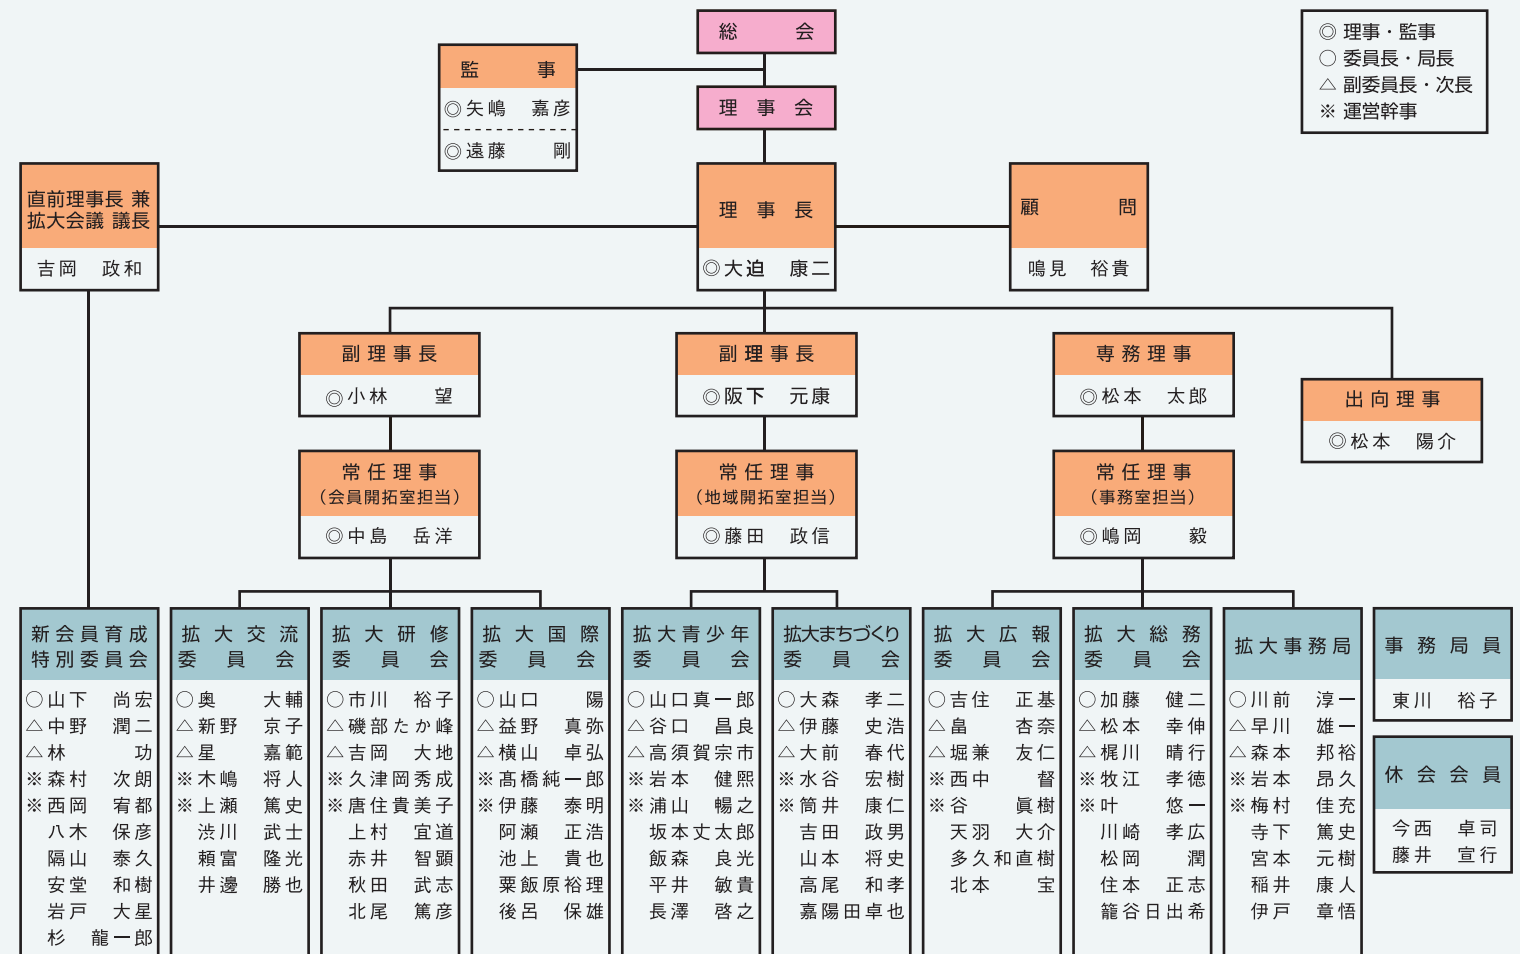 総 会
◎ 理事・監事
○ 委員長・局長
△ 副委員長・次長
※ 運営幹事
監 事
◎矢嶋 嘉彦
◎遠藤 剛
理 事 会
直前理事長 兼
拡大会議 議長
吉岡 政和
理 事 長
◎大迫 康二
顧 問
鳴見 裕貴
副理事長
◎小林 望
副理事長
◎阪下 元康
専務理事
◎松本 太郎
出向理事
◎松本 陽介
常任理事
（会員開拓室担当）
◎中島 岳洋
常任理事
（地域開拓室担当）
◎藤田 政信
常任理事
（事務室担当）
◎嶋岡 毅
新会員育成
特別委員会
○山下 尚宏
△中野 潤二
△林 功
※森村 次朗
※西岡 宥都
八木 保彦
隔山 泰久
安堂 和樹
岩戸 大星
杉 龍一郎
拡大交流
委員会
○奥 大輔
△新野 京子
△星 嘉範
※木嶋 将人
※上瀬 篤史
渋川 武士
頼富 隆光
井邊 勝也
拡大研修
委員会
○市川 裕子
△磯部たか峰
△吉岡 大地
※久津岡秀成
※唐住貴美子
上村 宜道
赤井 智顕
秋田 武志
北尾 篤彦
拡大国際
委員会
○山口 陽
△益野 真弥
△横山 卓弘
※髙橋純一郎
※伊藤 泰明
阿瀬 正浩
池上 貴也
粟飯原裕理
後呂 保雄
拡大青少年
委員会
○山口真一郎
△谷口 昌良
△高須賀宗市
※岩本 健煕
※浦山 暢之
坂本丈太郎
飯森 良光
平井 敏貴
長澤 啓之
拡大まちづくり
委員会
○大森 孝二
△伊藤 史浩
△大前 春代
※水谷 宏樹
※筒井 康仁
吉田 政男
山本 将史
高尾 和孝
嘉陽田卓也
拡大広報
委員会
○吉住 正基
△畠 杏奈
△堀兼 友仁
※西中 督
※谷 眞樹
天羽 大介
多久和直樹
北本 宝
拡大総務
委員会
○加藤 健二
△松本 幸伸
△梶川 晴行
※牧江 孝徳
※叶 悠一
川崎 孝広
松岡 潤
住本 正志
籠谷日出希
拡大事務局
○川前 淳一
△早川 雄一
△森本 邦裕
※岩本 昂久
※梅村 佳充
寺下 篤史
宮本 元樹
稲井 康人
伊戸 章悟
事務局員
東川 裕子
休会会員
今西 卓司
藤井 宣行